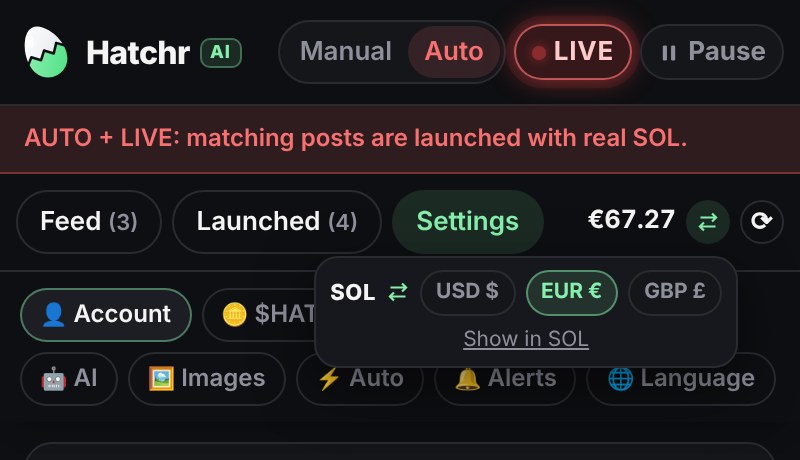 Hatchr AI Manual Auto LIVE Pause
AUTO + LIVE: matching posts are launched with real SOL.
Feed (3) Launched (4) Settings €67.27
SOL USD $ EUR € GBP £
Show in SOL
Account $HAT
AI Images Auto Alerts Language